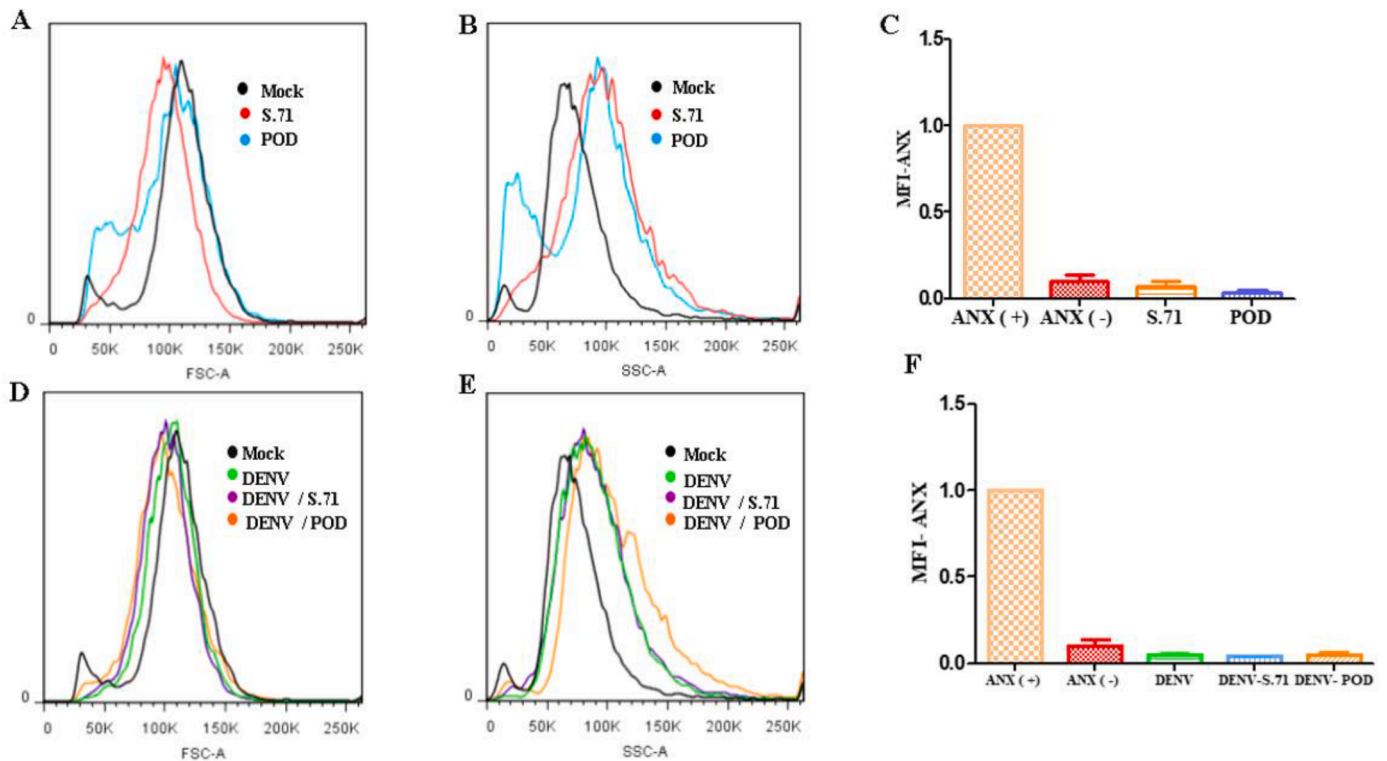 A
Mock
S.71
POD
0
0 50K 100K 150K 200K 250K
FSC-A
B
Mock
S.71
POD
0
0 50K 100K 150K 200K 250K
SSC-A
C
MFI-ANX
1.5
1.0
0.5
0.0
ANX ( + ) ANX ( - ) S.71 POD
D
Mock
DENV
DENV / S.71
DENV / POD
0
0 50K 100K 150K 200K 250K
FSC-A
E
Mock
DENV
DENV / S.71
DENV / POD
0
0 50K 100K 150K 200K 250K
SSC-A
F
MFI- ANX
1.5
1.0
0.5
0.0
ANX ( + ) ANX ( - ) DENV DENV-S.71 DENV- POD